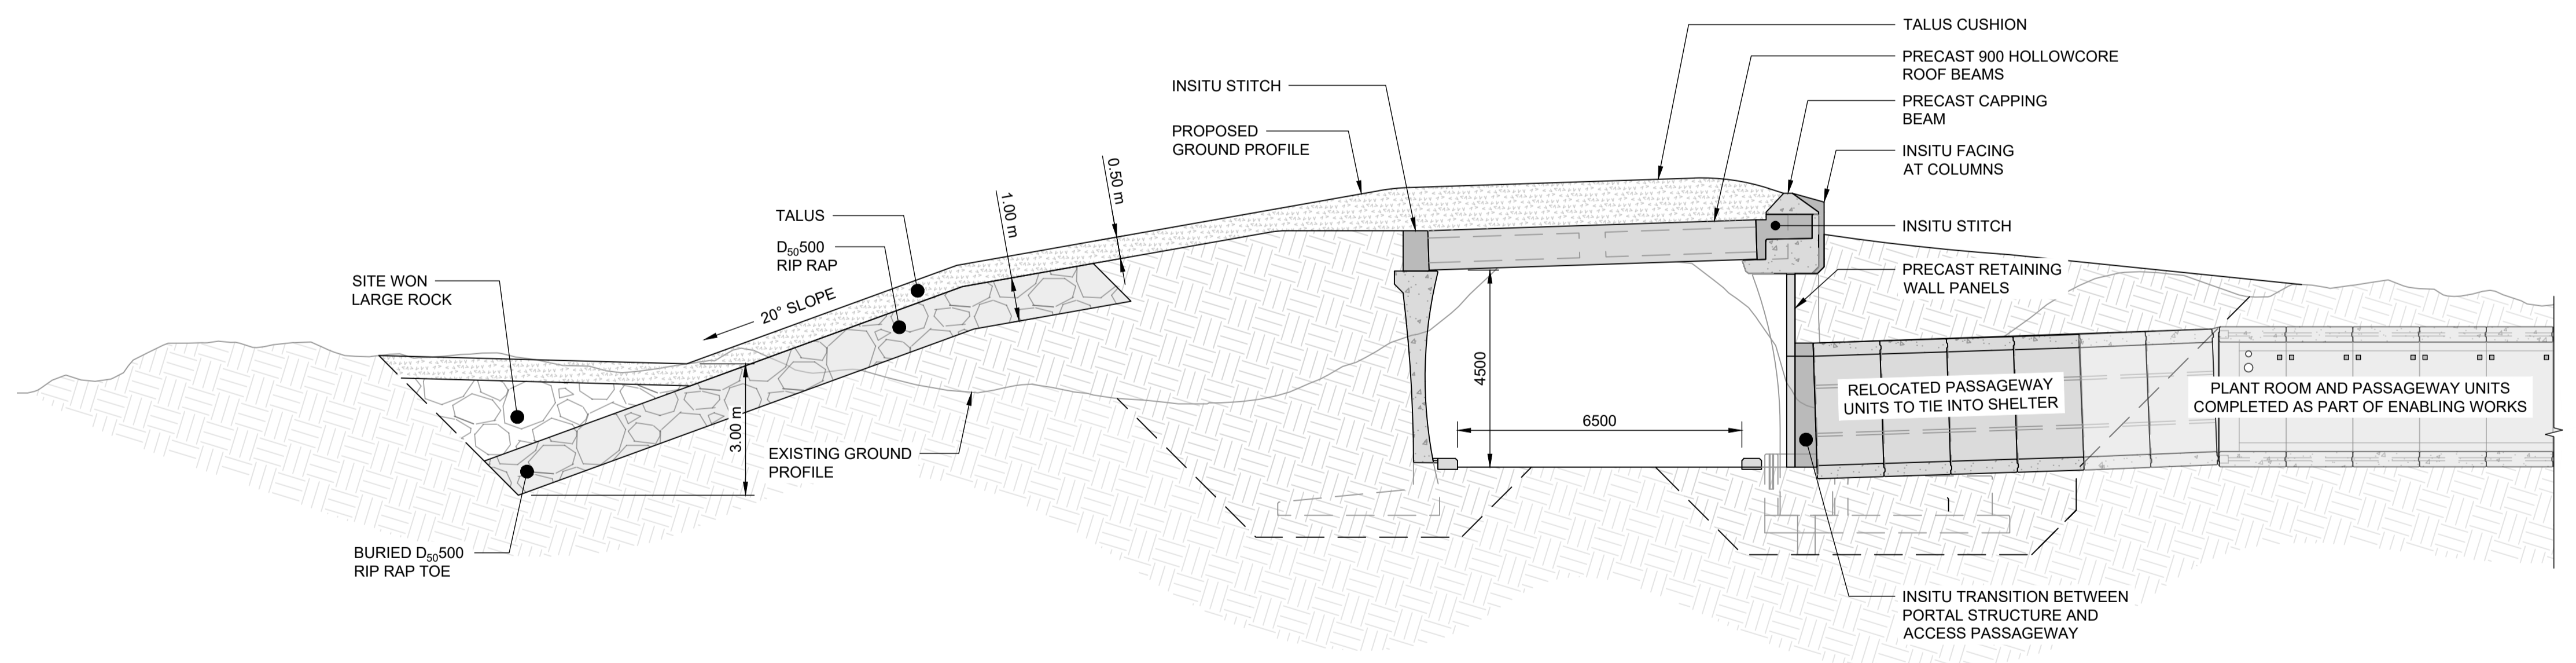 TALUS CUSHION
PRECAST 900 HOLLOWCORE
ROOF BEAMS
INSITU STITCH
PRECAST CAPPING
BEAM
PROPOSED
GROUND PROFILE
INSITU FACING
AT COLUMNS
0.50 m
1.00 m
TALUS
INSITU STITCH
D₅₀500
RIP RAP
PRECAST RETAINING
WALL PANELS
SITE WON
LARGE ROCK
20° SLOPE
4500
RELOCATED PASSAGEWAY
UNITS TO TIE INTO SHELTER
PLANT ROOM AND PASSAGEWAY UNITS
COMPLETED AS PART OF ENABLING WORKS
6500
3.00 m
EXISTING GROUND
PROFILE
BURIED D₅₀500
RIP RAP TOE
INSITU TRANSITION BETWEEN
PORTAL STRUCTURE AND
ACCESS PASSAGEWAY